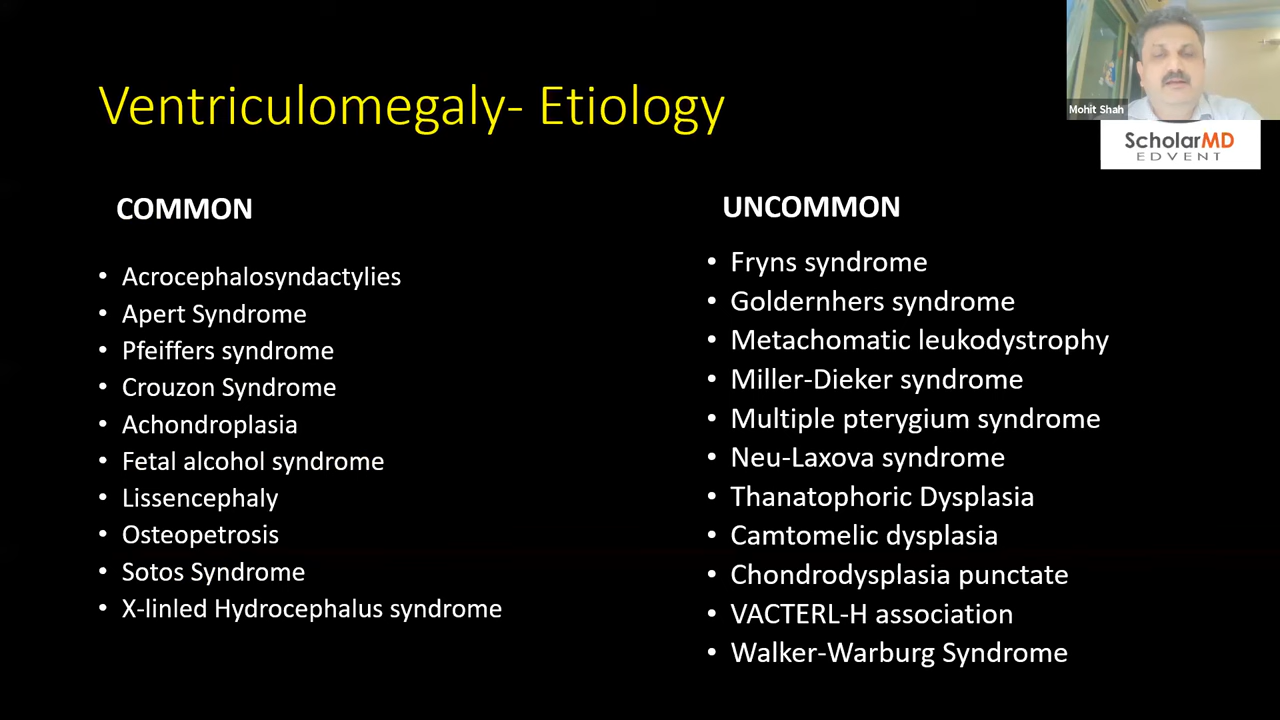 Ventriculomegaly- Etiology
Mohit Shah
ScholarMD
EDVENT
COMMON
• Acrocephalosyndactylies
• Apert Syndrome
• Pfeiffers syndrome
• Crouzon Syndrome
• Achondroplasia
• Fetal alcohol syndrome
• Lissencephaly
• Osteopetrosis
• Sotos Syndrome
• X-linled Hydrocephalus syndrome
UNCOMMON
• Fryns syndrome
• Goldernhers syndrome
• Metachomatic leukodystrophy
• Miller-Dieker syndrome
• Multiple pterygium syndrome
• Neu-Laxova syndrome
• Thanatophoric Dysplasia
• Camtomelic dysplasia
• Chondrodysplasia punctate
• VACTERL-H association
• Walker-Warburg Syndrome